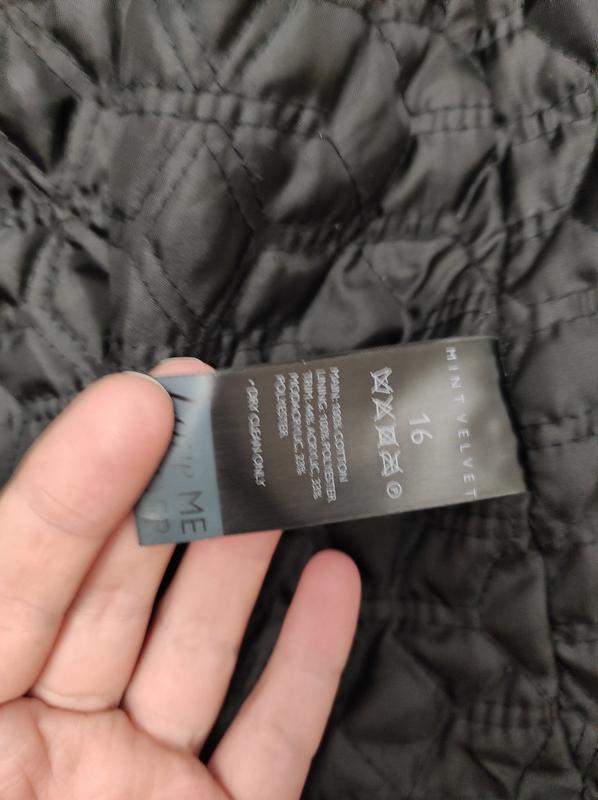 MINT VELVET
16
MAIN: 100% COTTON
LINING: 100% POLYESTER
TRIM: 44% ACRYLIC, 33%
MODACRYLIC, 23%
POLYESTER
*DRY CLEAN ONLY
ME